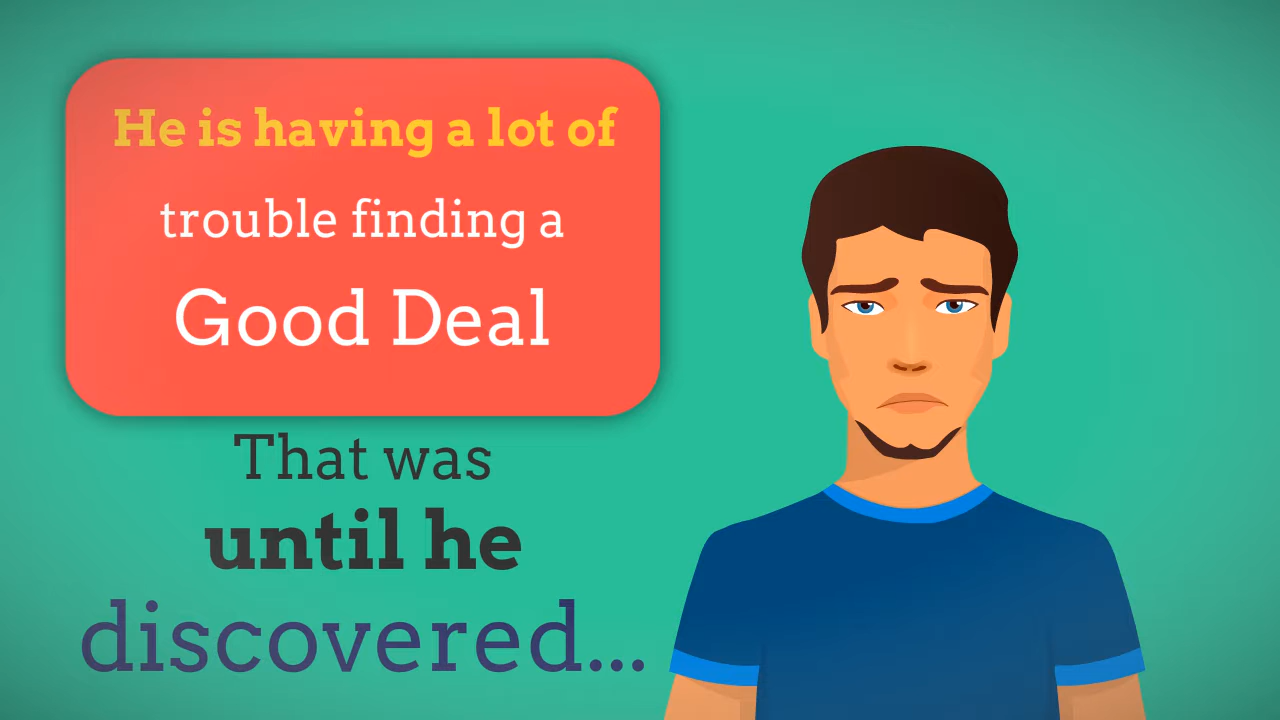 He is having a lot of
trouble finding a
Good Deal
That was
until he
discovered...